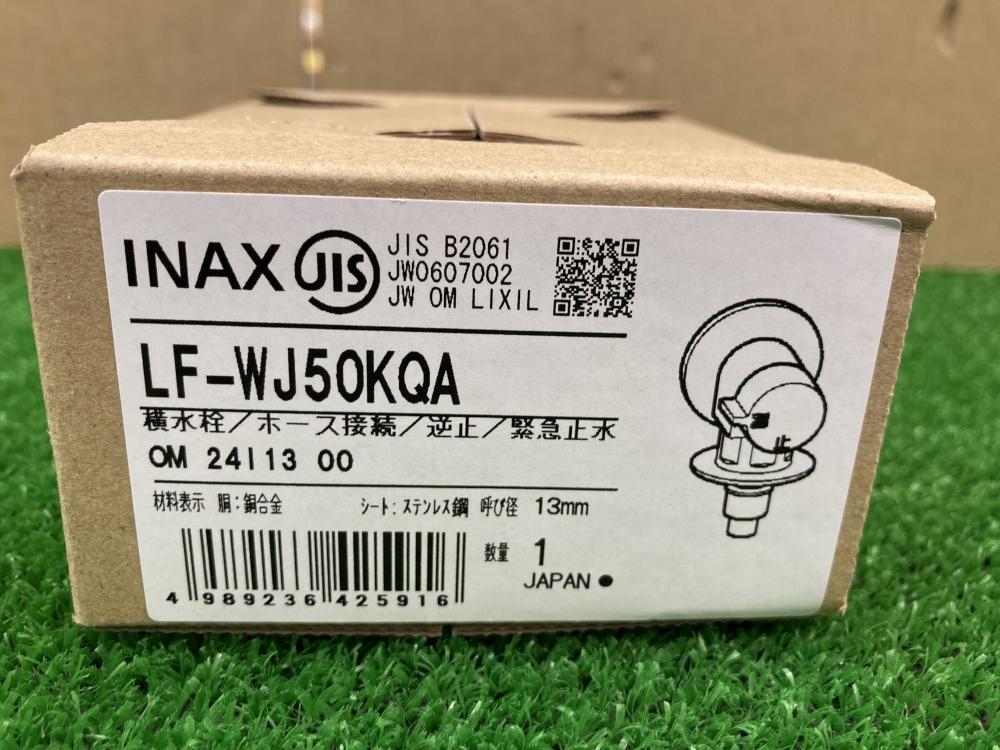 INAX JIS
JIS B2061
JW0607002
JW OM LIXIL
LF-WJ50KQA
横水栓／ホース接続／逆止／緊急止水
OM 24I13 00
材料表示 胴：銅合金 シート：ステンレス鋼 呼び径 13mm
数量 1
JAPAN ●
4 989236 425916